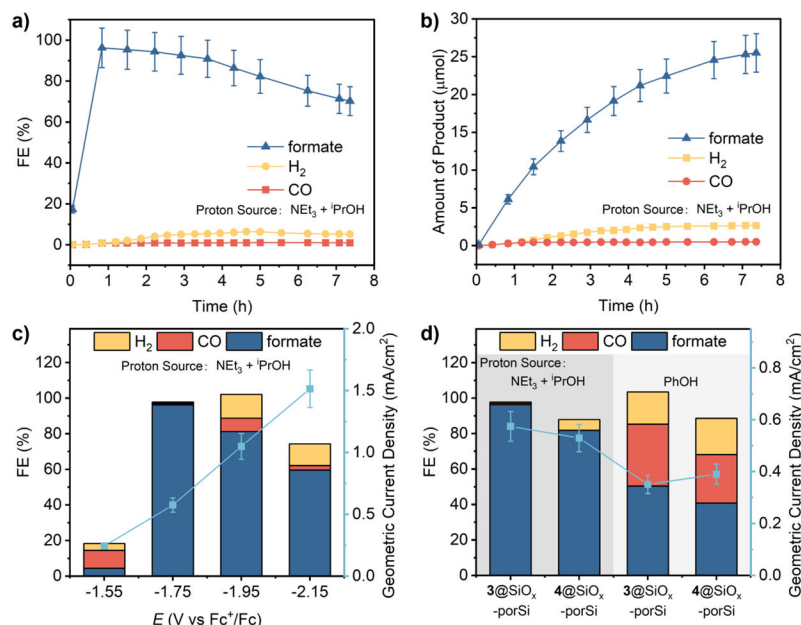 a)
FE (%)
100
80
60
40
20
0
formate
H₂
CO
Proton Source: NEt₃ + ⁱPrOH
0 1 2 3 4 5 6 7 8
Time (h)
b)
Amount of Product (μmol)
30
25
20
15
10
5
0
formate
H₂
CO
Proton Source: NEt₃ + ⁱPrOH
0 1 2 3 4 5 6 7 8
Time (h)
c)
H₂ CO formate
Proton Source: NEt₃ + ⁱPrOH
FE (%)
120
100
80
60
40
20
0
2.0
1.5
1.0
0.5
0.0
Geometric Current Density (mA/cm²)
-1.55 -1.75 -1.95 -2.15
E (V vs Fc⁺/Fc)
d)
H₂ CO formate
Proton Source:
NEt₃ + ⁱPrOH
PhOH
FE (%)
120
100
80
60
40
20
0
0.8
0.6
0.4
0.2
0.0
Geometric Current Density (mA/cm²)
3@SiOₓ 4@SiOₓ 3@SiOₓ 4@SiOₓ
-porSi -porSi -porSi -porSi